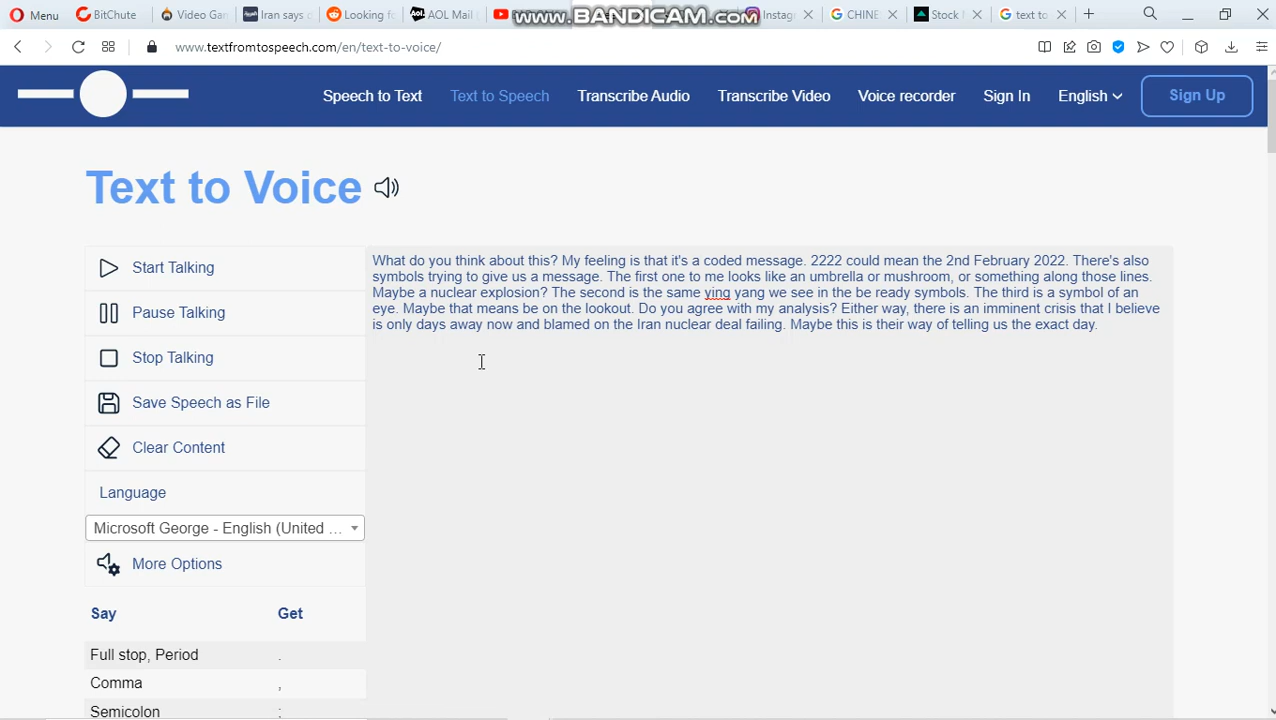 Menu
BitChute
Video Gar
Iran says c
Looking fo
AOL Mail
www.BANDICAM.com
Instag
CHINE
Stock
text to
www.textfromtospeech.com/en/text-to-voice/
Speech to Text Text to Speech Transcribe Audio Transcribe Video Voice recorder Sign In English Sign Up
Text to Voice
Start Talking
Pause Talking
Stop Talking
Save Speech as File
Clear Content
Language
Microsoft George - English (United ...
More Options
Say Get
Full stop, Period .
Comma ,
Semicolon ;
What do you think about this? My feeling is that it's a coded message. 2222 could mean the 2nd February 2022. There's also
symbols trying to give us a message. The first one to me looks like an umbrella or mushroom, or something along those lines.
Maybe a nuclear explosion? The second is the same ying yang we see in the be ready symbols. The third is a symbol of an
eye. Maybe that means be on the lookout. Do you agree with my analysis? Either way, there is an imminent crisis that I believe
is only days away now and blamed on the Iran nuclear deal failing. Maybe this is their way of telling us the exact day.